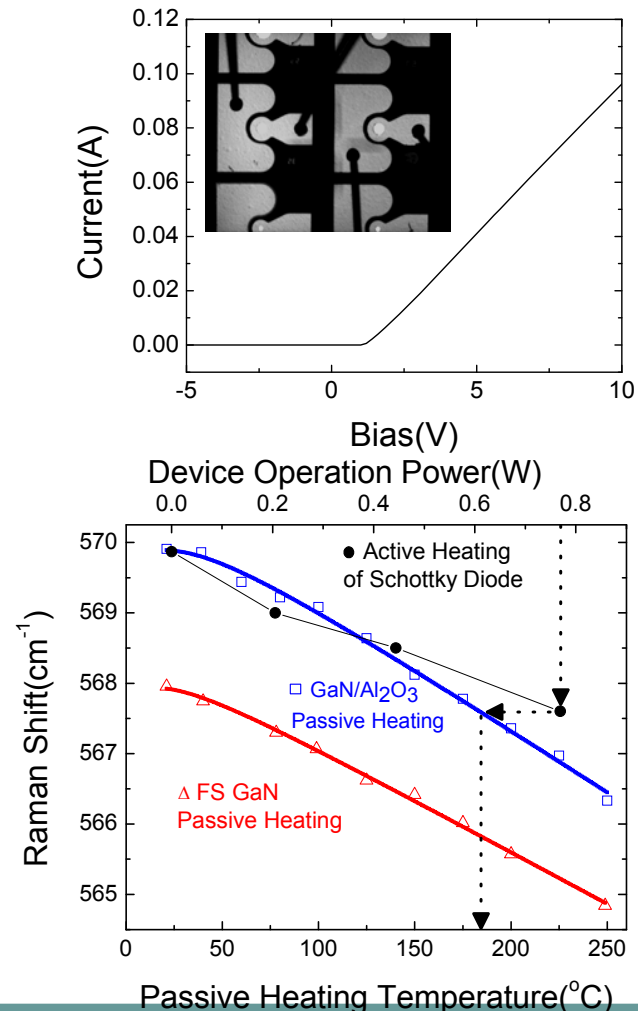 0.12
0.10
0.08
0.06
0.04
0.02
0.00
Current(A)
-5 0 5 10
Bias(V)
Device Operation Power(W)
0.0 0.2 0.4 0.6 0.8
570
569
568
567
566
565
Raman Shift(cm⁻¹)
Active Heating
of Schottky Diode
GaN/Al₂O₃
Passive Heating
FS GaN
Passive Heating
0 50 100 150 200 250
Passive Heating Temperature(°C)